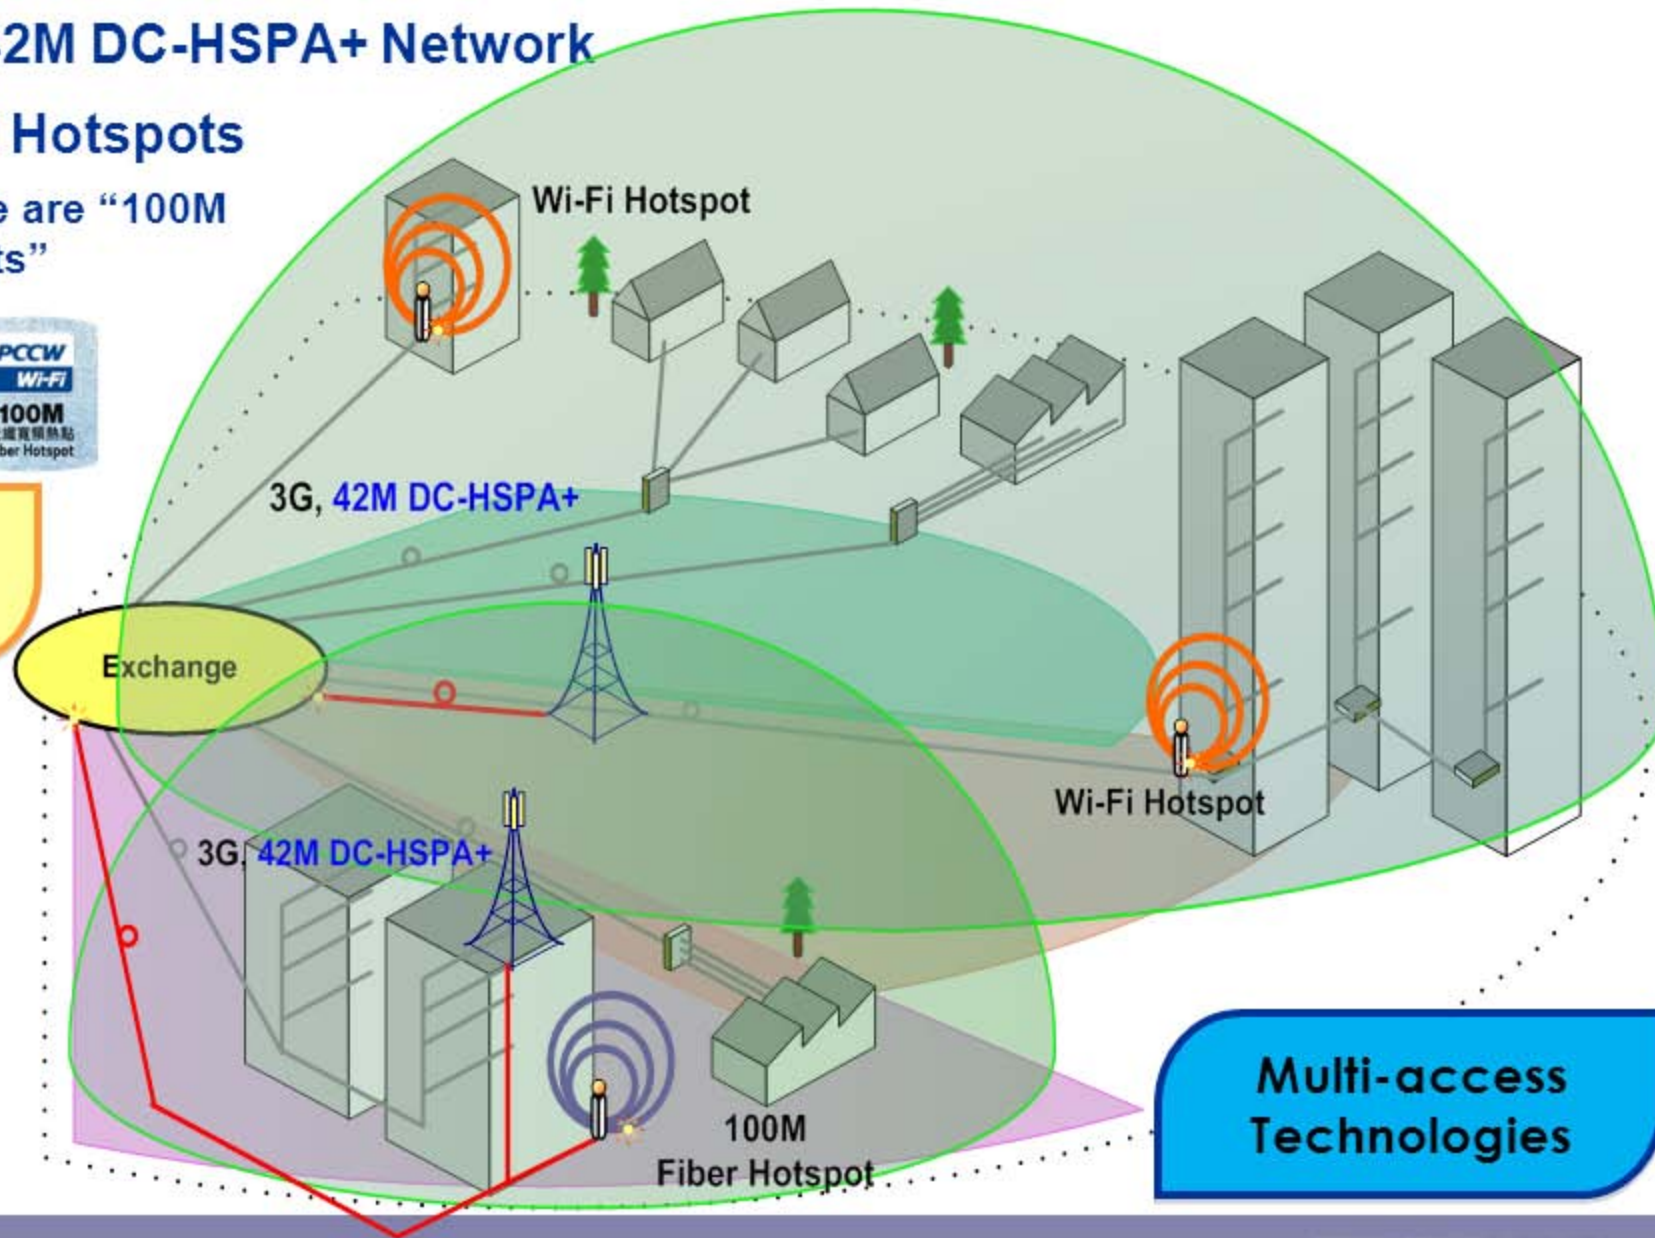 42M DC-HSPA+ Network
Hotspots
e are “100M
ts”
PCCW
Wi-Fi
100M
ber Hotspot
Wi-Fi Hotspot
3G, 42M DC-HSPA+
Exchange
Wi-Fi Hotspot
3G, 42M DC-HSPA+
100M
Fiber Hotspot
Multi-access
Technologies